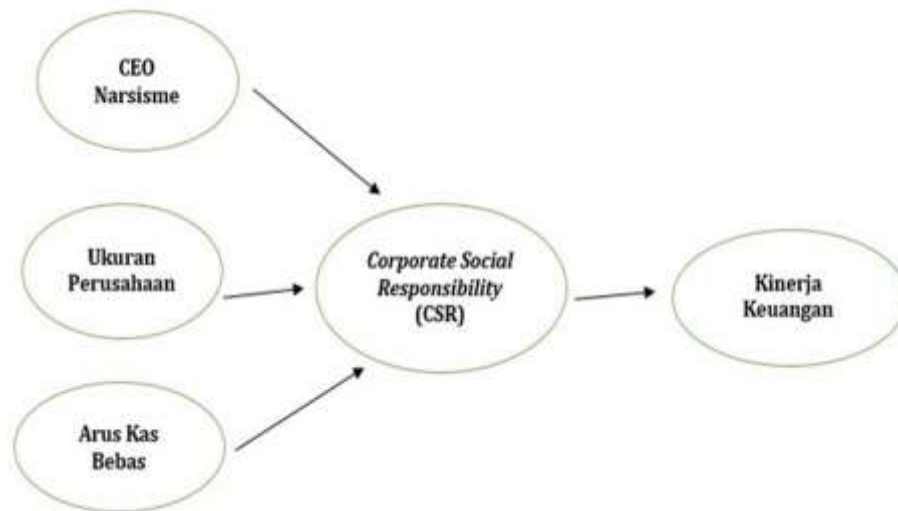 CEO
Narsisme
Ukuran
Perusahaan
Corporate Social
Responsibility
(CSR)
Kinerja
Keuangan
Arus Kas
Bebas